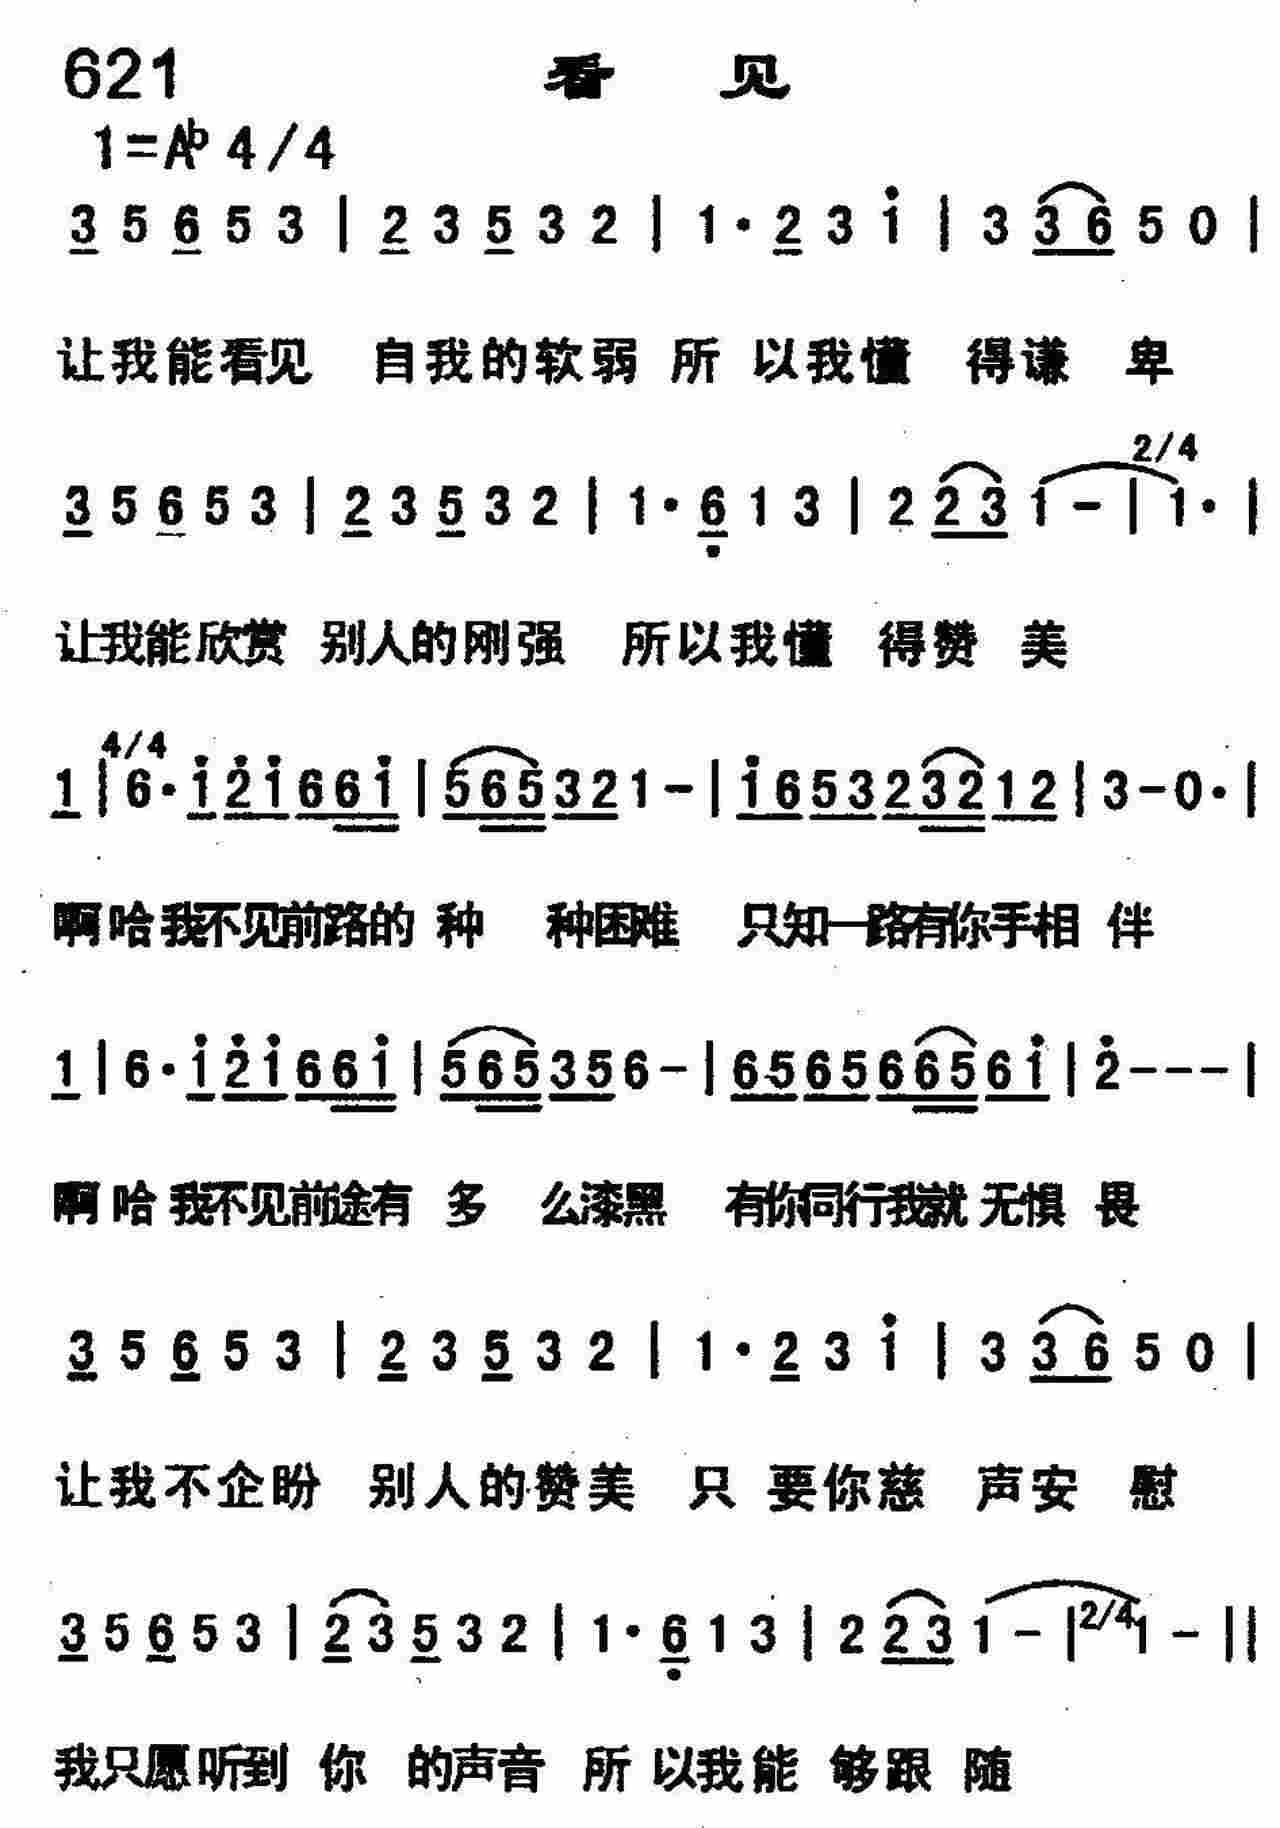 621 看 见
1=A♭ 4/4
3 5 6 5 3 | 2 3 5 3 2 | 1· 2 3 i | 3 3 6 5 0 |
让我能看见 自我的软弱 所 以我懂 得谦 卑
2/4
3 5 6 5 3 | 2 3 5 3 2 | 1· 6 1 3 | 2 2 3 1 - | 1· |
让我能欣赏 别人的刚强 所以我懂 得赞 美
4/4
1 | 6· i 2 i 6 6 i | 5 6 5 3 2 1 - | i 6 5 3 2 3 2 1 2 | 3 - 0· |
啊哈我不见前路的 种 种困难 只知一路有你手相 伴
1 | 6· i 2 i 6 6 i | 5 6 5 3 5 6 - | 6 5 6 5 6 6 5 6 i | 2 - - - |
啊哈我不见前途有 多 么漆黑 有你同行我就无惧 畏
3 5 6 5 3 | 2 3 5 3 2 | 1· 2 3 i | 3 3 6 5 0 |
让我不企盼 别人的赞美 只 要你慈 声安 慰
3 5 6 5 3 | 2 3 5 3 2 | 1· 6 1 3 | 2 2 3 1 - | 2/4 1 - ||
我只愿听到 你 的声音 所 以我能 够跟 随